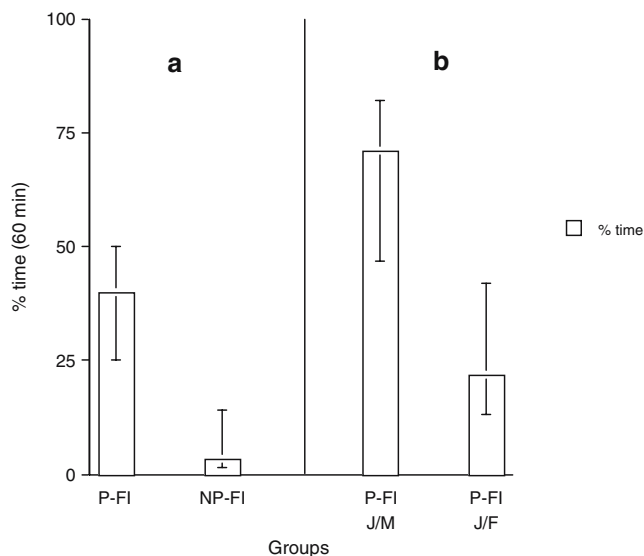 100
a
b
75
50
25
0
% time (60 min)
% time
P-FI
NP-FI
P-FI
J/M
P-FI
J/F
Groups